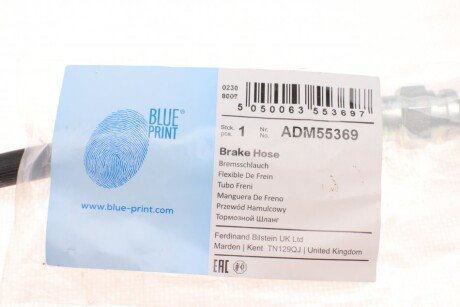 BLUE®
PRINT
www.blue-print.com
0230
8007
5 050063 553697
Stck.
pcs. 1 Nr.
No. ADM55369
Brake Hose
Bremsschlauch
Flexible De Frein
Tubo Freni
Manguera De Freno
Przewód Hamulcowy
Тормозной Шланг
Ferdinand Bilstein UK Ltd
Marden | Kent TN129QJ | United Kingdom
EAC